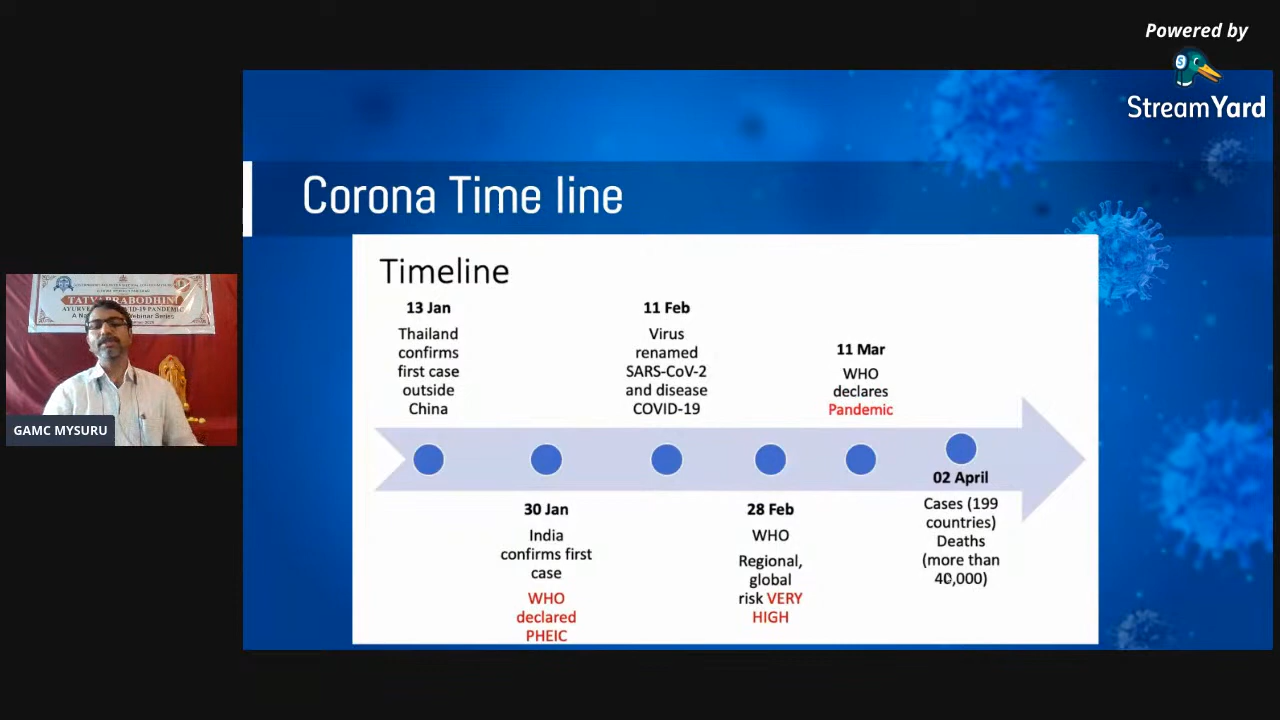 Powered by
StreamYard
Corona Time line
Timeline
13 Jan
Thailand
confirms
first case
outside
China
11 Feb
Virus
renamed
SARS-CoV-2
and disease
COVID-19
11 Mar
WHO
declares
Pandemic
30 Jan
India
confirms first
case
WHO
declared
PHEIC
28 Feb
WHO
Regional,
global
risk VERY
HIGH
02 April
Cases (199
countries)
Deaths
(more than
40,000)
TATVAPRABODHIN
GAMC MYSURU